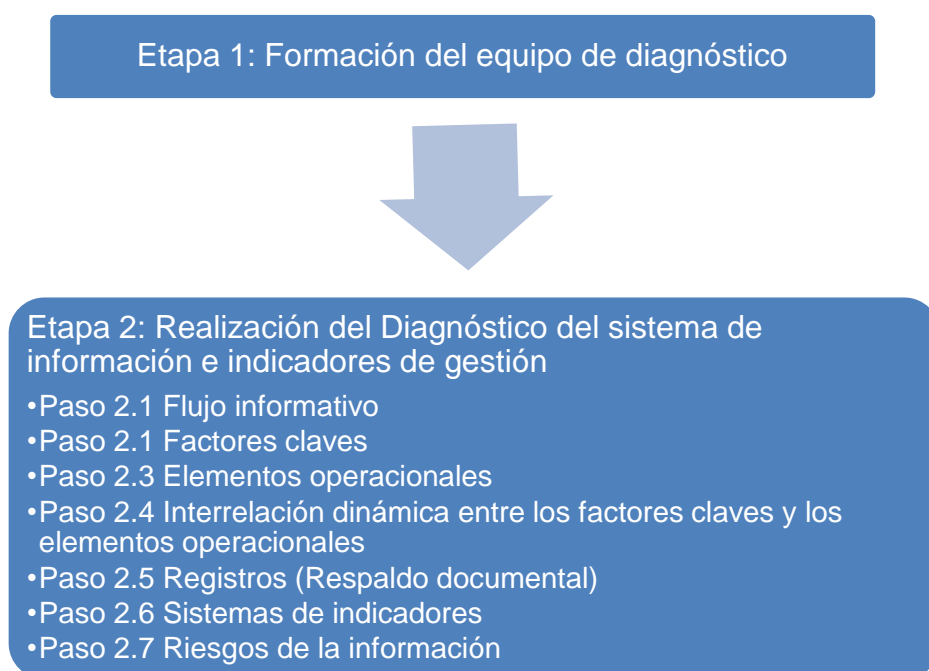 Etapa 1: Formación del equipo de diagnóstico
Etapa 2: Realización del Diagnóstico del sistema de
información e indicadores de gestión
•Paso 2.1 Flujo informativo
•Paso 2.1 Factores claves
•Paso 2.3 Elementos operacionales
•Paso 2.4 Interrelación dinámica entre los factores claves y los
elementos operacionales
•Paso 2.5 Registros (Respaldo documental)
•Paso 2.6 Sistemas de indicadores
•Paso 2.7 Riesgos de la información